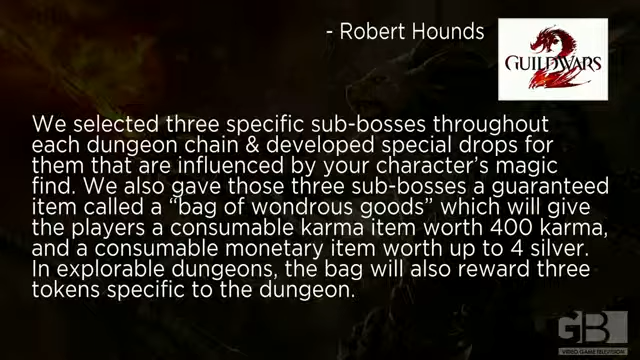 - Robert Hounds
GUILDWARS
2
We selected three specific sub-bosses throughout
each dungeon chain & developed special drops for
them that are influenced by your character's magic
find. We also gave those three sub-bosses a guaranteed
item called a “bag of wondrous goods” which will give
the players a consumable karma item worth 400 karma,
and a consumable monetary item worth up to 4 silver.
In explorable dungeons, the bag will also reward three
tokens specific to the dungeon.
GB
VIDEO GAME TELEVISION